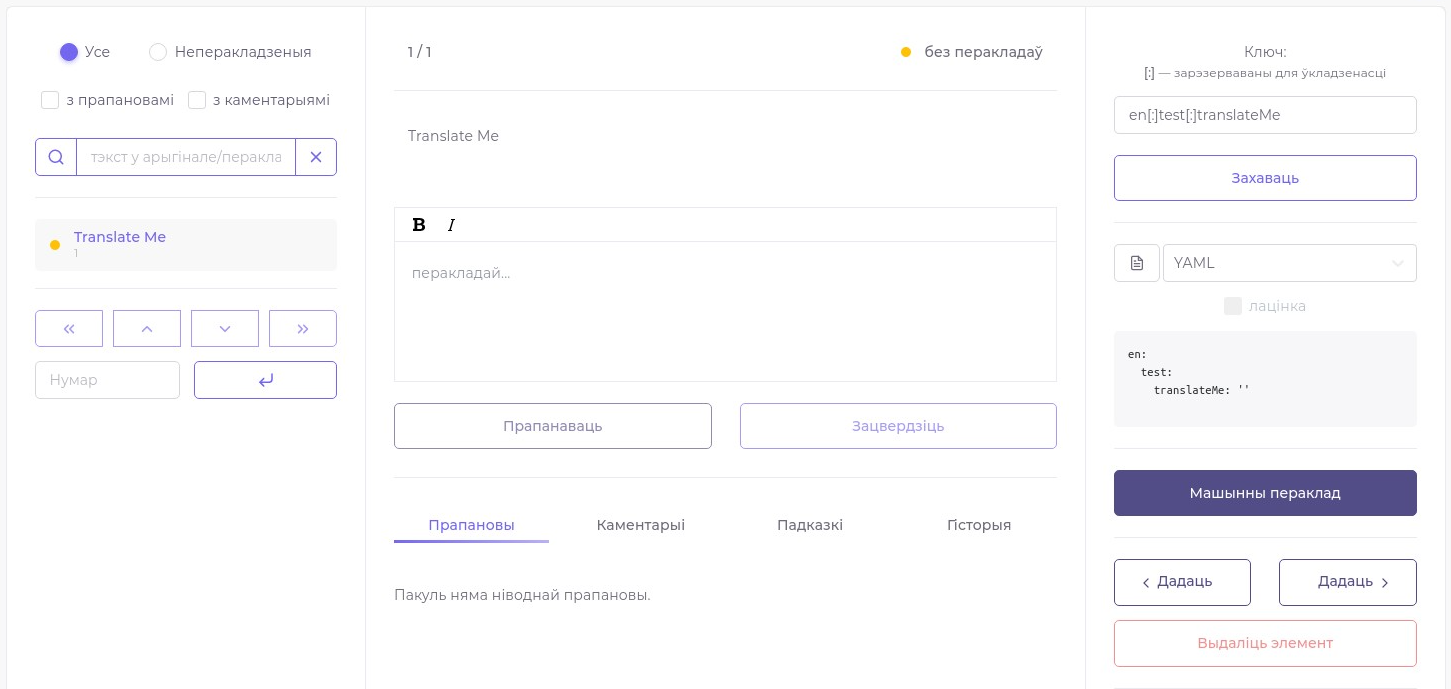 Усе
Неперакладзеныя
з прапановамі
з каментарыямі
тэкст у арыгінале/перакла
Translate Me
1
Нумар
1 / 1
без перакладаў
Translate Me
B I
перакладай...
Прапанаваць
Зацвердзіць
Прапановы
Каментарыі
Падказкі
Гісторыя
Пакуль няма ніводнай прапановы.
Ключ:
[:] — зарэзерваваны для ўкладзенасці
en[:]test[:]translateMe
Захаваць
YAML
лацінка
en:
test:
translateMe: ''
Машынны пераклад
Дадаць
Дадаць
Выдаліць элемент